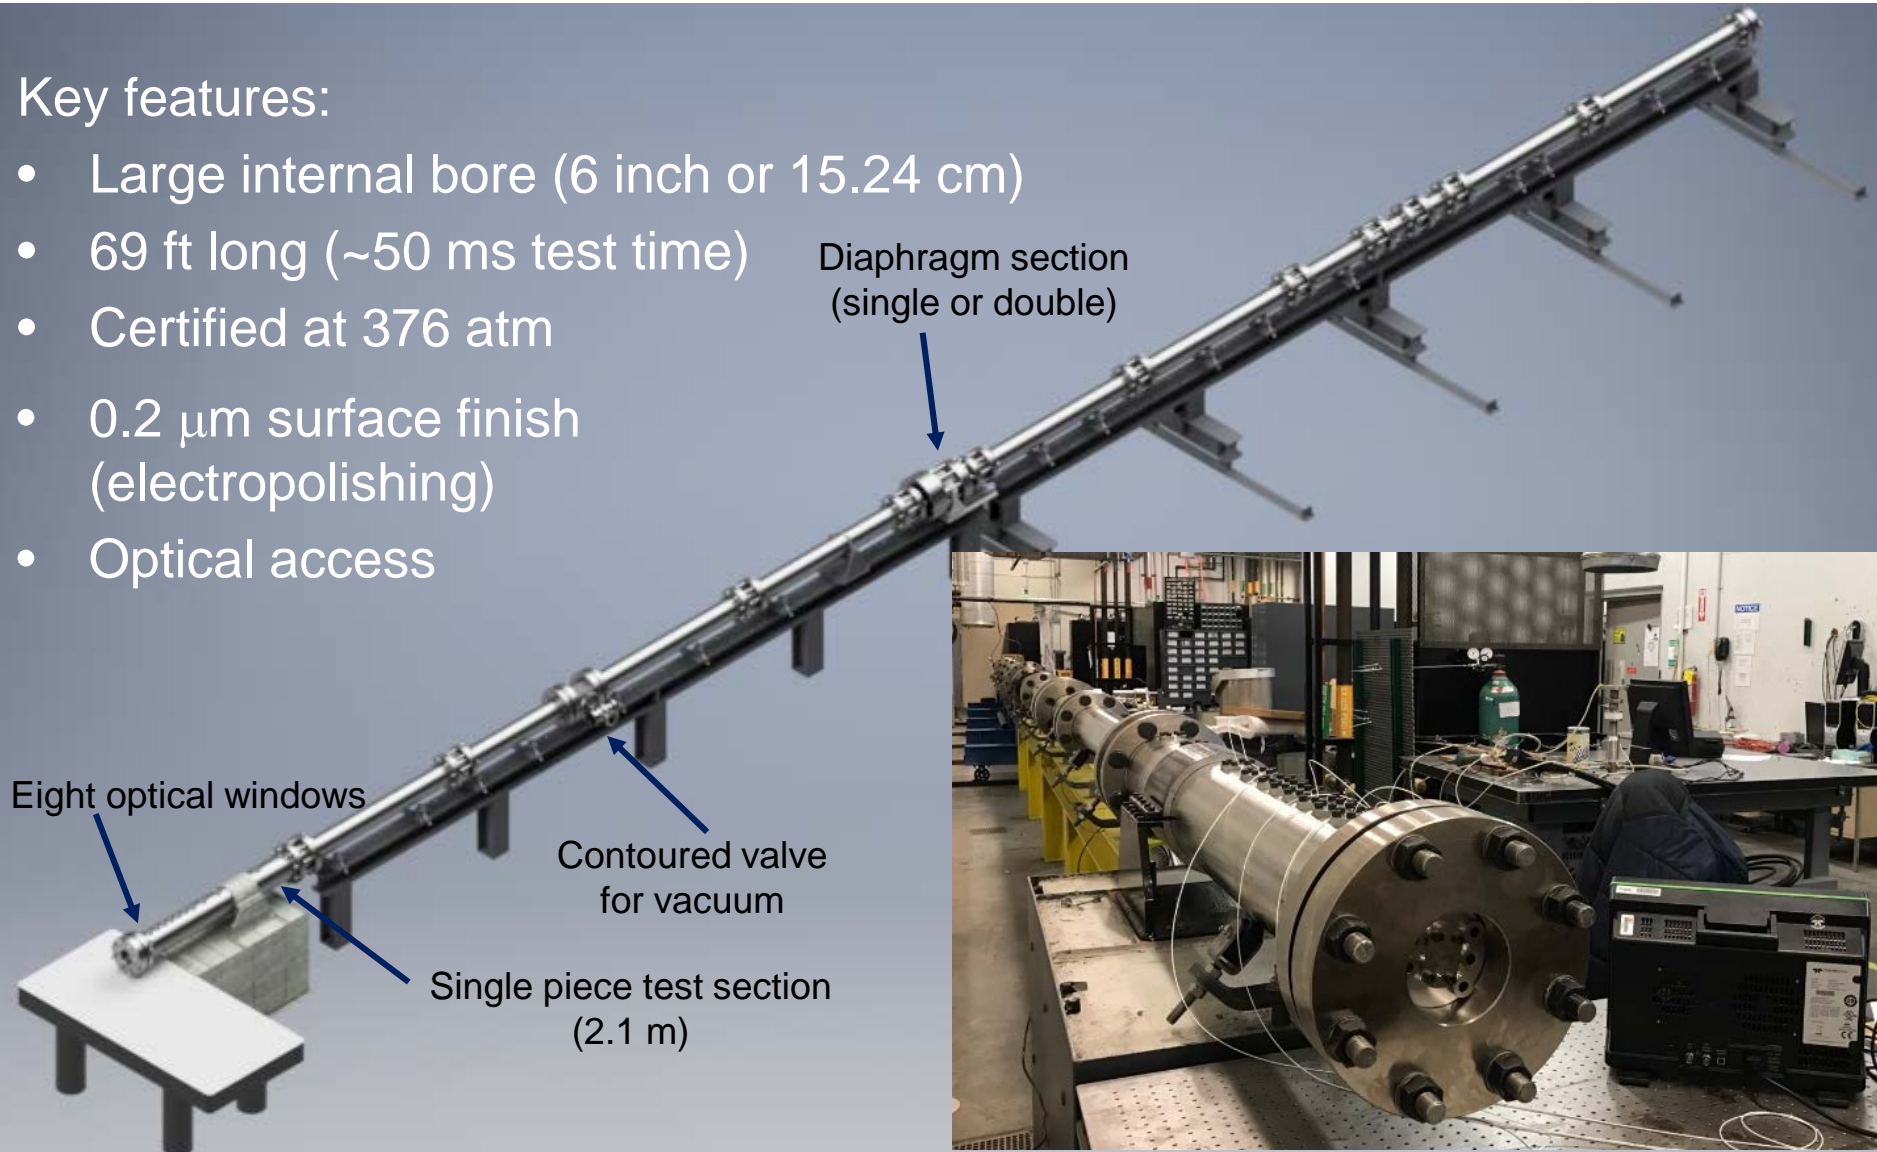 Key features:
• Large internal bore (6 inch or 15.24 cm)
• 69 ft long (~50 ms test time)
• Certified at 376 atm
• 0.2 μm surface finish
(electropolishing)
• Optical access
Diaphragm section
(single or double)
Eight optical windows
Contoured valve
for vacuum
Single piece test section
(2.1 m)
NOTICE